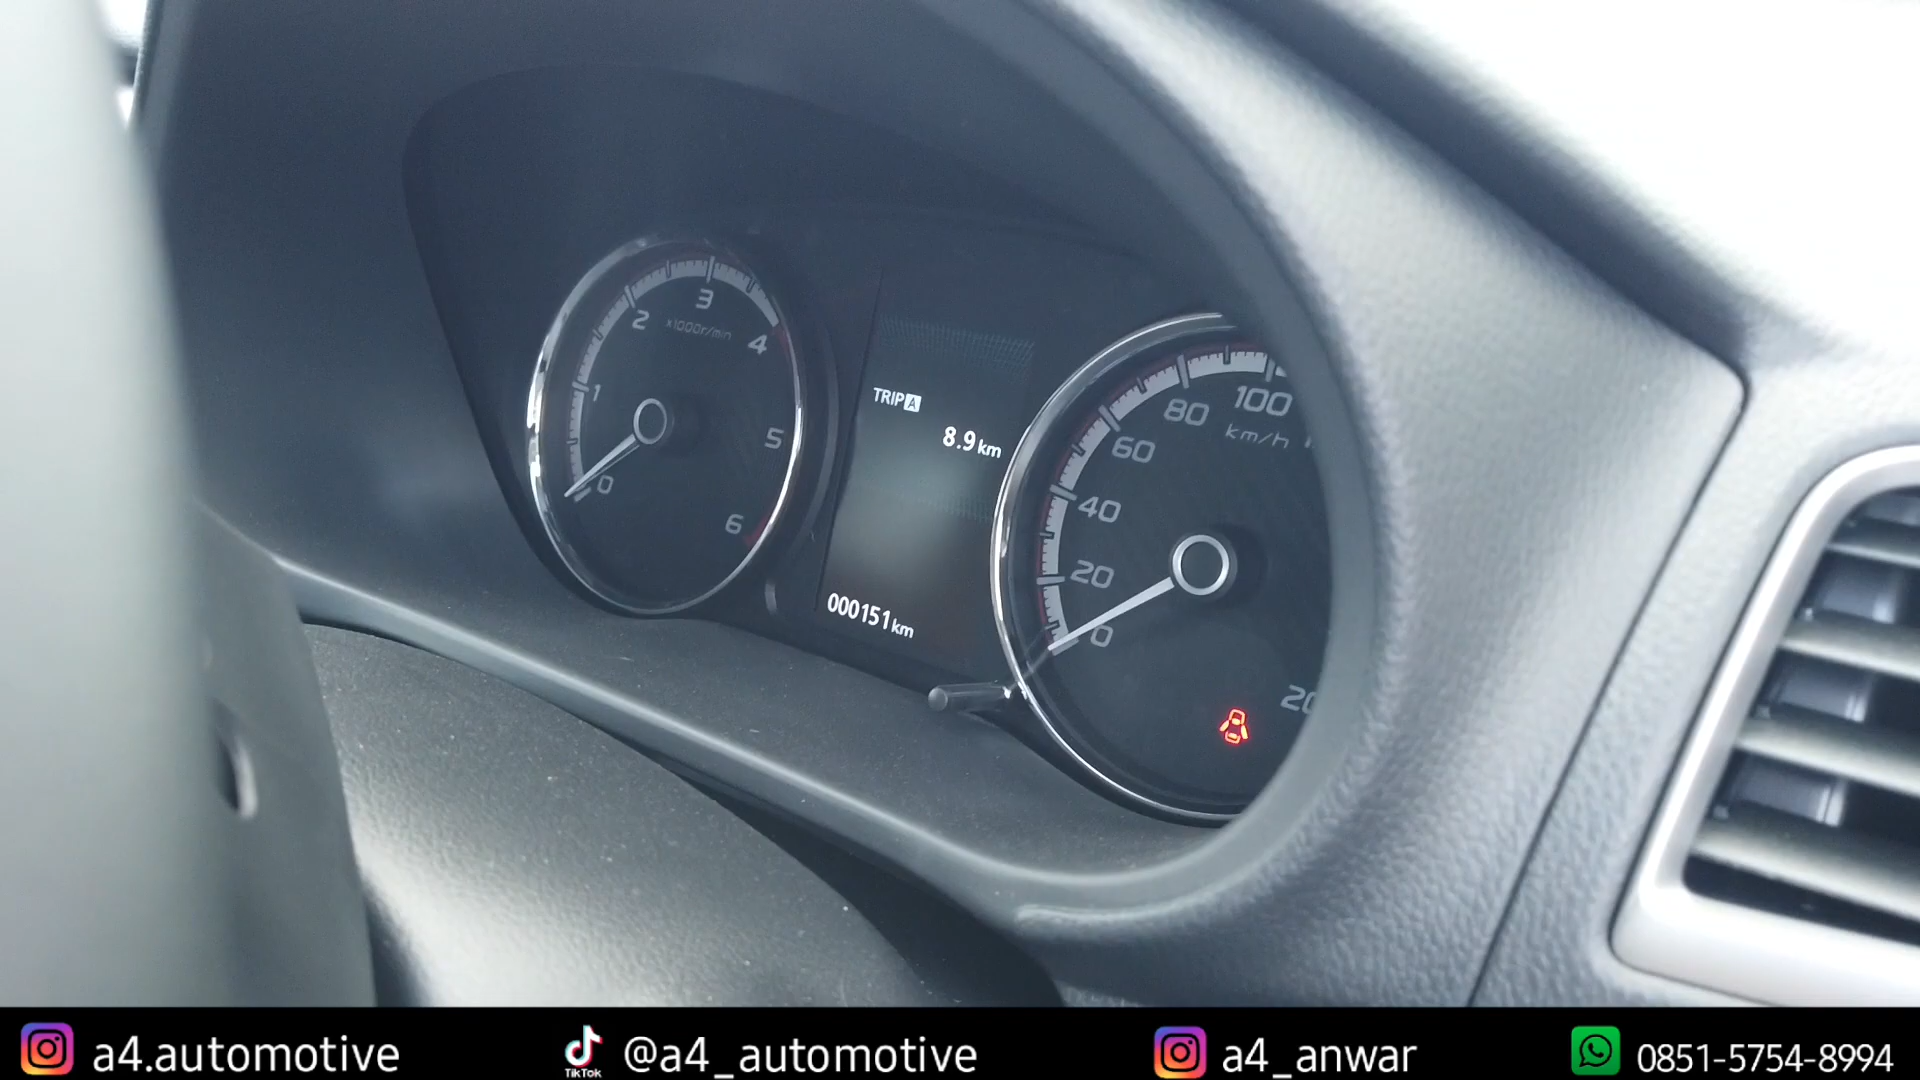 3
2
x1000r/min
4
1
5
0
6
TRIP A
8.9 km
000151 km
100
80
km/h
60
40
20
0
a4.automotive
TikTok
@a4_automotive
a4_anwar
0851-5754-8994